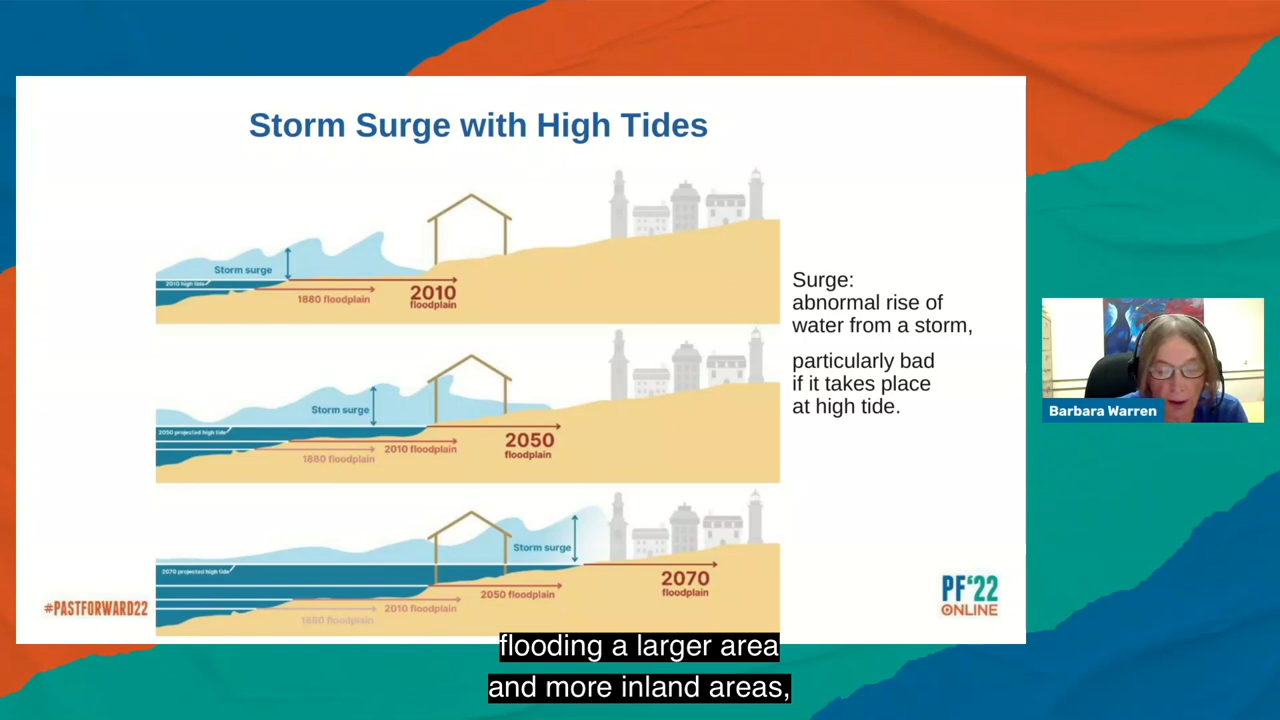 Storm Surge with High Tides
Storm surge
2010 high tide
1880 floodplain
2010
floodplain
Surge:
abnormal rise of
water from a storm,
particularly bad
if it takes place
at high tide.
Storm surge
2050 projected high tide
2050
floodplain
2010 floodplain
1880 floodplain
Barbara Warren
Storm surge
2070 projected high tide
2070
floodplain
2050 floodplain
2010 floodplain
1880 floodplain
#PASTFORWARD22
PF'22
ONLINE
flooding a larger area
and more inland areas,